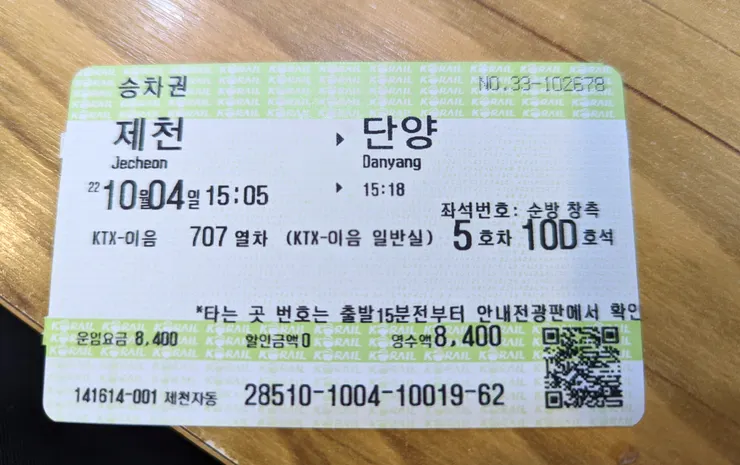 승차권 NO.33-102678
제천 ▸ 단양
Jecheon Danyang
22 10월04일 15:05 ▸ 15:18
좌석번호: 순방 창측
KTX-이음 707 열차 (KTX-이음 일반실) 5 호차 10D 호석
*타는 곳 번호는 출발15분전부터 안내전광판에서 확인
운임요금 8,400 할인금액0 영수액8,400
141614-001 제천자동 28510-1004-10019-62
KORAIL